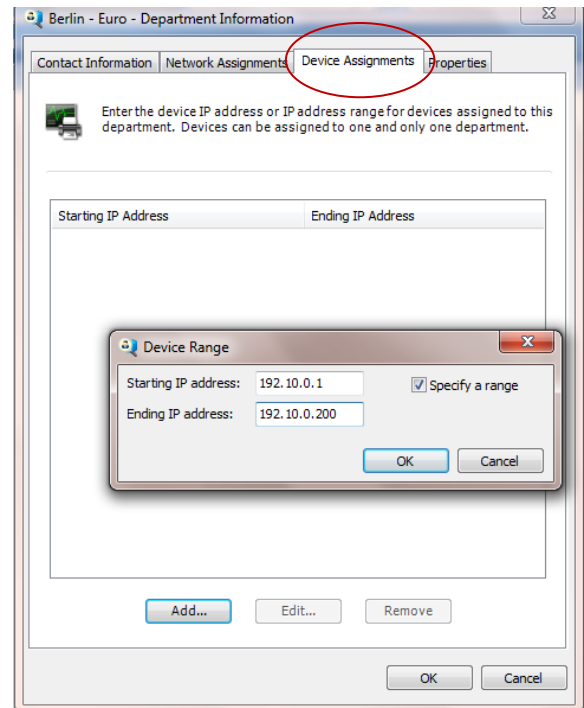 Berlin - Euro - Department Information
Contact Information Network Assignments Device Assignments Properties
Enter the device IP address or IP address range for devices assigned to this
department. Devices can be assigned to one and only one department.
Starting IP Address Ending IP Address
Device Range
Starting IP address: 192.10.0.1 Specify a range
Ending IP address: 192.10.0.200
OK Cancel
Add... Edit... Remove
OK Cancel